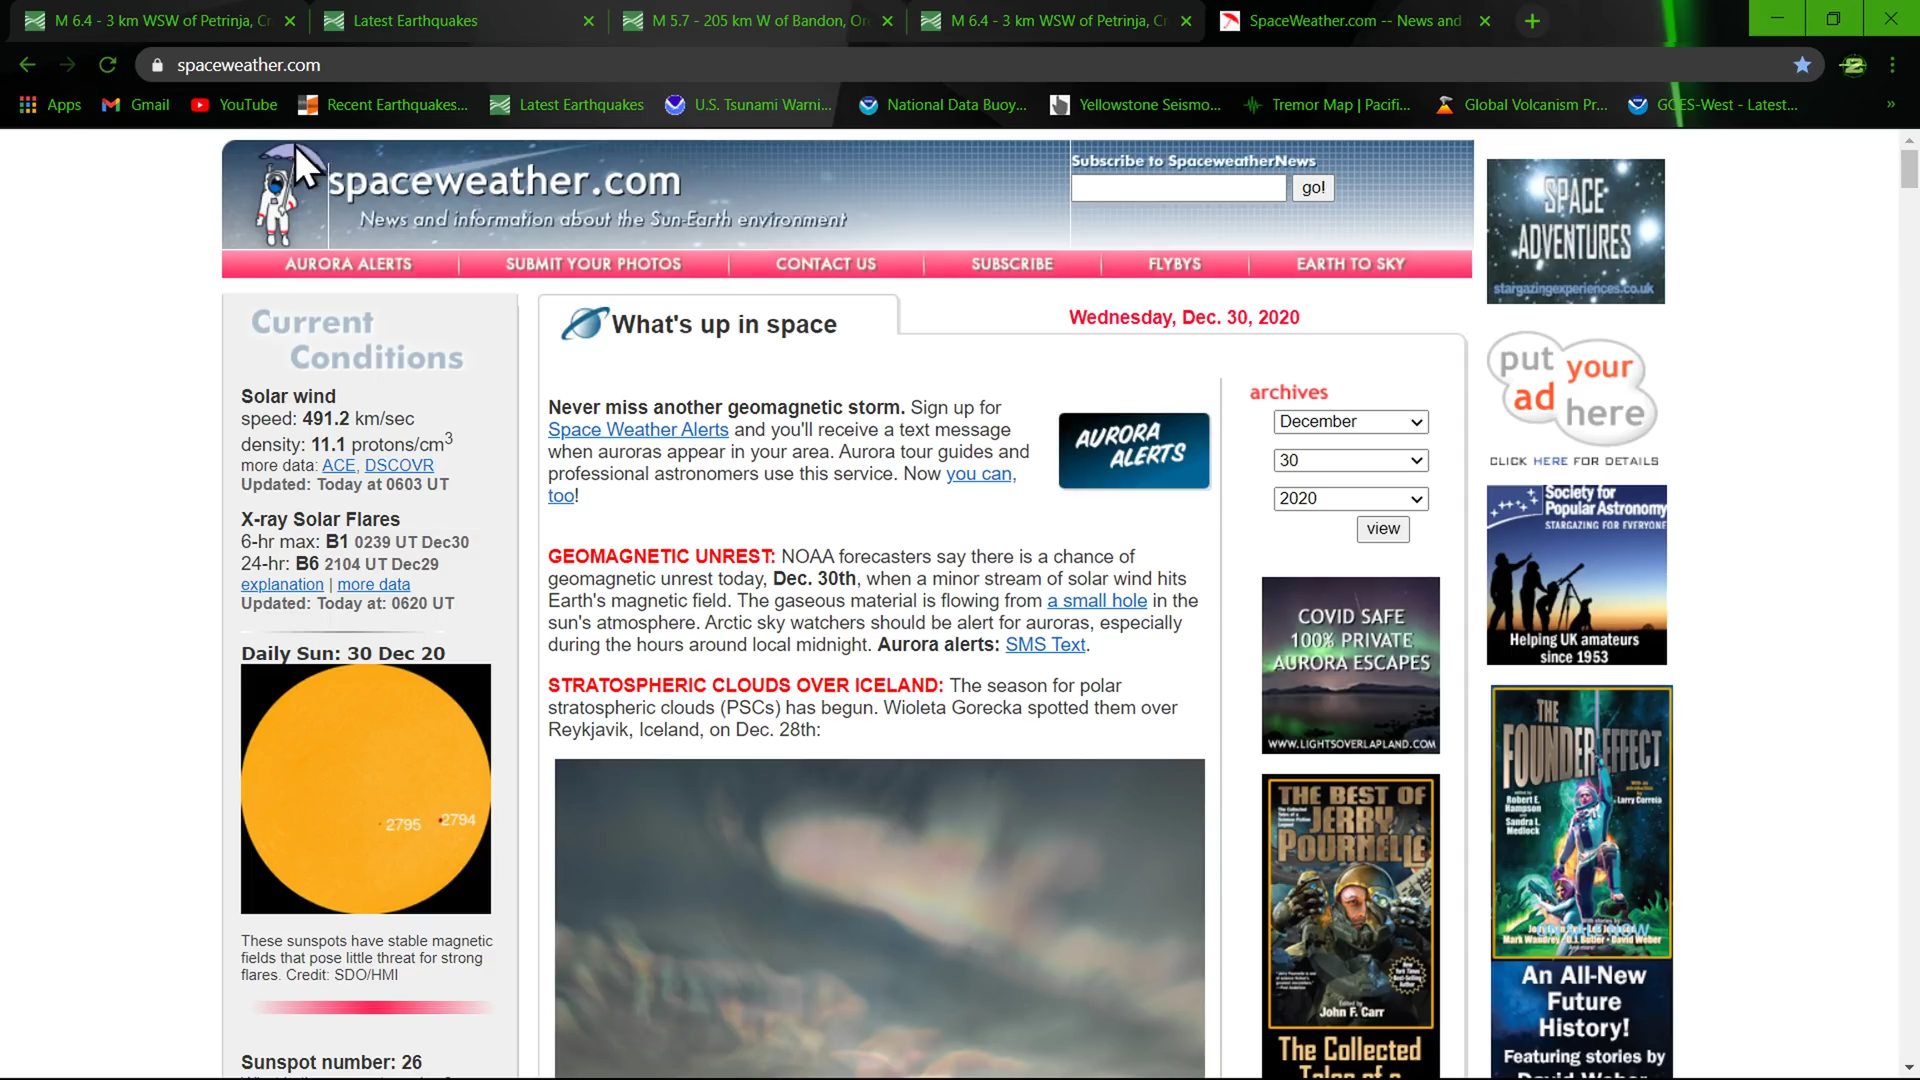 M 6.4 - 3 km WSW of Petrinja, Cr
Latest Earthquakes
M 5.7 - 205 km W of Bandon, Or
M 6.4 - 3 km WSW of Petrinja, Cr
SpaceWeather.com -- News and
spaceweather.com
Apps
Gmail
YouTube
Recent Earthquakes...
Latest Earthquakes
U.S. Tsunami Warni...
National Data Buoy...
Yellowstone Seismo...
Tremor Map | Pacifi...
Global Volcanism Pr...
GOES-West - Latest...
»
spaceweather.com
News and information about the Sun-Earth environment
Subscribe to SpaceweatherNews
go!
AURORA ALERTS
SUBMIT YOUR PHOTOS
CONTACT US
SUBSCRIBE
FLYBYS
EARTH TO SKY
Current
Conditions
Solar wind
speed: 491.2 km/sec
density: 11.1 protons/cm3
more data: ACE, DSCOVR
Updated: Today at 0603 UT
X-ray Solar Flares
6-hr max: B1 0239 UT Dec30
24-hr: B6 2104 UT Dec29
explanation | more data
Updated: Today at: 0620 UT
Daily Sun: 30 Dec 20
2795
2794
These sunspots have stable magnetic
fields that pose little threat for strong
flares. Credit: SDO/HMI
Sunspot number: 26
What's up in space
Wednesday, Dec. 30, 2020
Never miss another geomagnetic storm. Sign up for
Space Weather Alerts and you'll receive a text message
when auroras appear in your area. Aurora tour guides and
professional astronomers use this service. Now you can,
too!
AURORA
ALERTS
GEOMAGNETIC UNREST: NOAA forecasters say there is a chance of
geomagnetic unrest today, Dec. 30th, when a minor stream of solar wind hits
Earth's magnetic field. The gaseous material is flowing from a small hole in the
sun's atmosphere. Arctic sky watchers should be alert for auroras, especially
during the hours around local midnight. Aurora alerts: SMS Text.
STRATOSPHERIC CLOUDS OVER ICELAND: The season for polar
stratospheric clouds (PSCs) has begun. Wioleta Gorecka spotted them over
Reykjavik, Iceland, on Dec. 28th:
archives
December
30
2020
view
COVID SAFE
100% PRIVATE
AURORA ESCAPES
WWW.LIGHTSOVERLAPLAND.COM
THE BEST OF
JERRY
POURNELLE
Edited by
John F. Carr
The Collected
Tales of a
SPACE
ADVENTURES
stargazingexperiences.co.uk
put your
ad here
CLICK HERE FOR DETAILS
Society for
Popular Astronomy
STARGAZING FOR EVERYONE
Helping UK amateurs
since 1953
THE
FOUNDER EFFECT
edited by
Robert E.
Hampson
and
Sandra L.
Medlock
Larry Correia
Mark Wandrey • D.J. Butler • David Weber
An All-New
Future
History!
Featuring stories by
David Weber